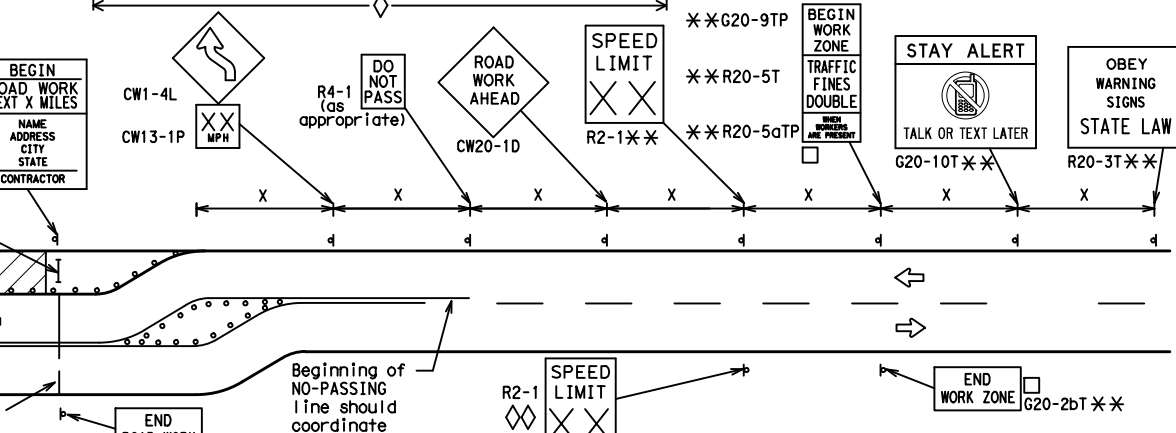 BEGIN
ROAD WORK
NEXT X MILES
NAME
ADDRESS
CITY
STATE
CONTRACTOR
CW1-4L
CW13-1P
XX
MPH
R4-1
(as
appropriate)
DO
NOT
PASS
ROAD
WORK
AHEAD
CW20-1D
SPEED
LIMIT
X X
R2-1**
**G20-9TP
**R20-5T
**R20-5aTP
BEGIN
WORK
ZONE
TRAFFIC
FINES
DOUBLE
WHEN
WORKERS
ARE PRESENT
STAY ALERT
TALK OR TEXT LATER
G20-10T**
OBEY
WARNING
SIGNS
STATE LAW
R20-3T**
X X X X X X X
Beginning of
NO-PASSING
line should
coordinate
R2-1
SPEED
LIMIT
X X
END
WORK ZONE
G20-2bT**
END
ROAD WORK